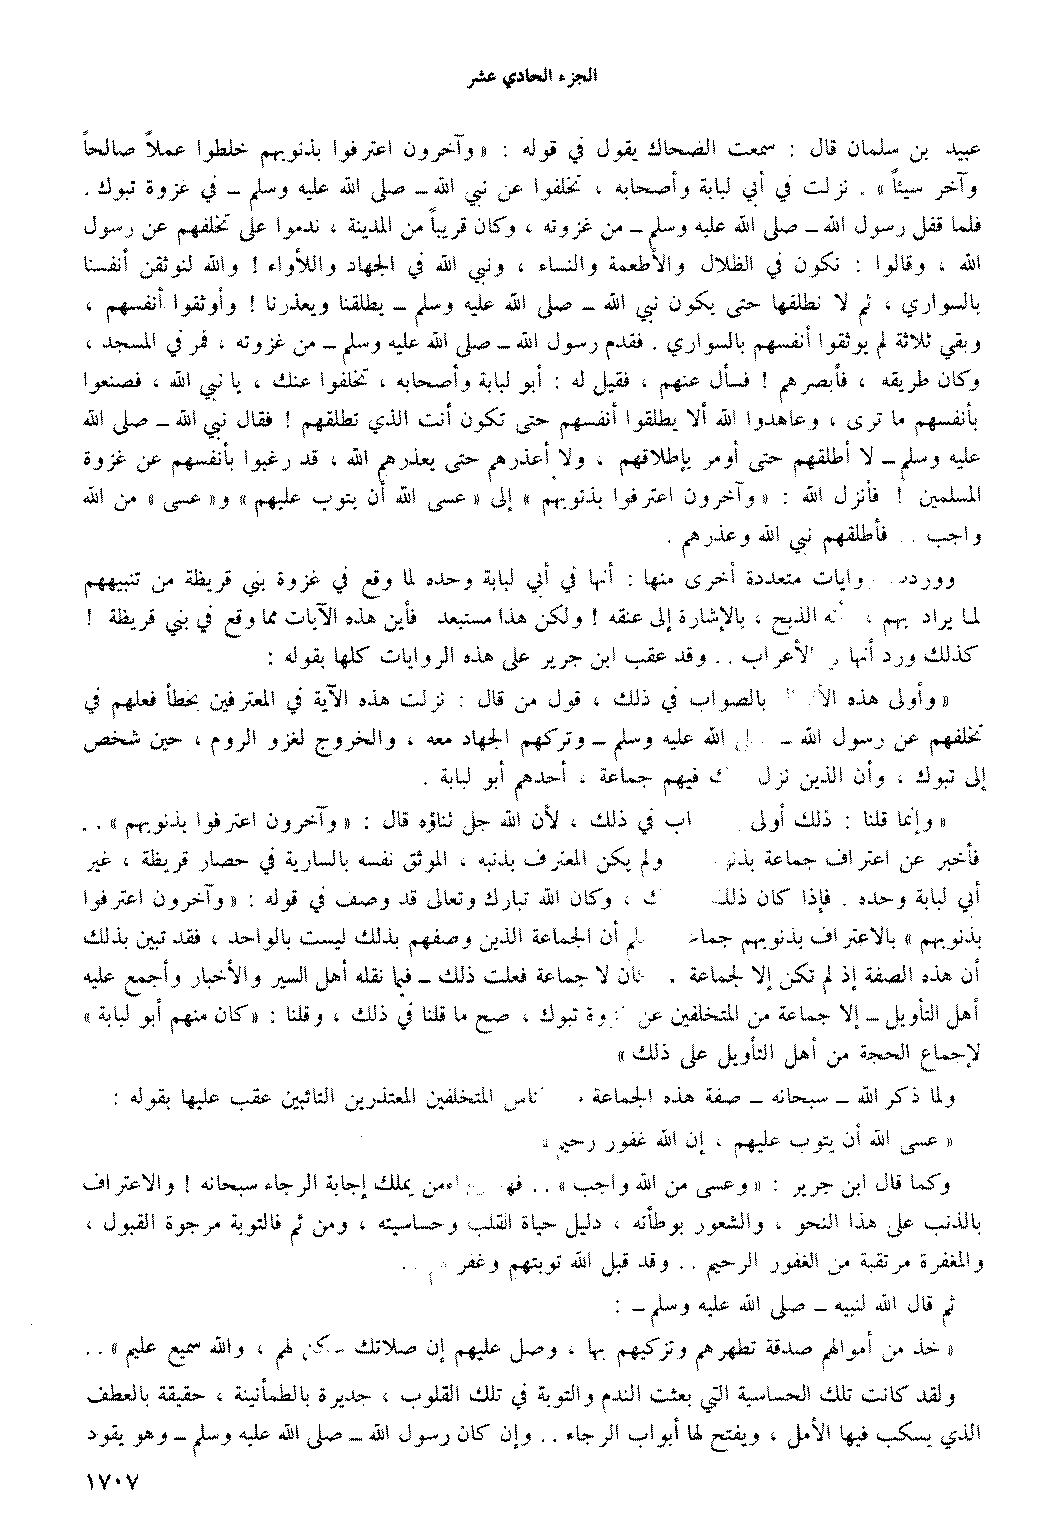 الجزء الحادي عشر
عبيد بن سلمان قال : سمعت الضحاك يقول في قوله : « وآخرون اعترفوا بذنوبهم خلطوا عملاً صالحاً
وآخر سيئاً » . نزلت في أبي لبابة وأصحابه ، تخلفوا عن نبي الله – صلى الله عليه وسلم – في غزوة تبوك .
فلما قفل رسول الله – صلى الله عليه وسلم – من غزوته ، وكان قريباً من المدينة ، ندموا على تخلفهم عن رسول
الله ، وقالوا : نكون في الظلال والأطعمة والنساء ، ونبي الله في الجهاد واللأواء ! والله لنوثقن أنفسنا
بالسواري ، ثم لا نطلقها حتى يكون نبي الله – صلى الله عليه وسلم – يطلقنا ويعذرنا ! وأوثقوا أنفسهم ،
وبقي ثلاثة لم يوثقوا أنفسهم بالسواري . فقدم رسول الله – صلى الله عليه وسلم – من غزوته ، فمر في المسجد ،
وكان طريقه ، فأبصرهم ! فسأل عنهم ، فقيل له : أبو لبابة وأصحابه ، تخلفوا عنك ، يا نبي الله ، فصنعوا
بأنفسهم ما ترى ، وعاهدوا الله ألا يطلقوا أنفسهم حتى تكون أنت الذي تطلقهم ! فقال نبي الله – صلى الله
عليه وسلم – لا أطلقهم حتى أومر بإطلاقهم ، ولا أعذرهم حتى يعذرهم الله ، قد رغبوا بأنفسهم عن غزوة
المسلمين ! فأنزل الله : « وآخرون اعترفوا بذنوبهم » إلى « عسى الله أن يتوب عليهم » و« عسى » من الله
واجب .. فأطلقهم نبي الله وعذرهم .
ووردت وايات متعددة أخرى منها : أنها في أبي لبابة وحده لما وقع في غزوة بني قريظة من تنبيههم
لما يراد بهم ، ـه الذبح ، بالإشارة إلى عنقه ! ولكن هذا مستبعد فأين هذه الآيات مما وقع في بني قريظة !
كذلك ورد أنها الأعراب .. وقد عقب ابن جرير على هذه الروايات كلها بقوله :
« وأولى هذه الأ بالصواب في ذلك ، قول من قال : نزلت هذه الآية في المعترفين بخطأ فعلهم في
تخلفهم عن رسول الله – الله عليه وسلم – وتركهم الجهاد معه ، والخروج لغزو الروم ، حين شخص
إلى تبوك ، وأن الذين نزل ك فيهم جماعة ، أحدهم أبو لبابة .
« وإنما قلنا : ذلك أولى اب في ذلك ، لأن الله جل ثناؤه قال : « وآخرون اعترفوا بذنوبهم » ..
فأخبر عن اعتراف جماعة بذنو ولم يكن المعترف بذنبه ، الموثق نفسه بالسارية في حصار قريظة ، غير
أبي لبابة وحده . فإذا كان ذلك ك ، وكان الله تبارك وتعالى قد وصف في قوله : « وآخرون اعترفوا
بذنوبهم » بالاعتراف بذنوبهم جماعـ لم أن الجماعة الذين وصفهم بذلك ليست بالواحد ، فقد تبين بذلك
أن هذه الصفة إذ لم تكن إلا لجماعة . كأن لا جماعة فعلت ذلك – فيما نقله أهل السير والأخبار وأجمع عليه
أهل التأويل – إلا جماعة من المتخلفين عن غزوة تبوك ، صح ما قلنا في ذلك ، وقلنا : « كان منهم أبو لبابة »
لإجماع الحجة من أهل التأويل على ذلك »
ولما ذكر الله – سبحانه – صفة هذه الجماعة ناس المتخلفين المعتذرين التائبين عقب عليها بقوله :
« عسى الله أن يتوب عليهم ، إن الله غفور رحيم »
وكما قال ابن جرير : « وعسى من الله واجب » .. فهو من يملك إجابة الرجاء سبحانه ! والاعتراف
بالذنب على هذا النحو ، والشعور بوطأته ، دليل حياة القلب وحساسيته ، ومن ثم فالتوبة مرجوة القبول ،
والمغفرة مرتقبة من الغفور الرحيم .. وقد قبل الله توبتهم وغفر ..
ثم قال الله لنبيه – صلى الله عليه وسلم – :
« خذ من أموالهم صدقة تطهرهم وتزكيهم بها ، وصل عليهم إن صلاتك سكن لهم ، والله سميع عليم » ..
ولقد كانت تلك الحساسية التي بعثت الندم والتوبة في تلك القلوب ، جديرة بالطمأنينة ، حقيقة بالعطف
الذي يسكب فيها الأمل ، ويفتح لها أبواب الرجاء .. وإن كان رسول الله – صلى الله عليه وسلم – وهو يقود
١٧٠٧